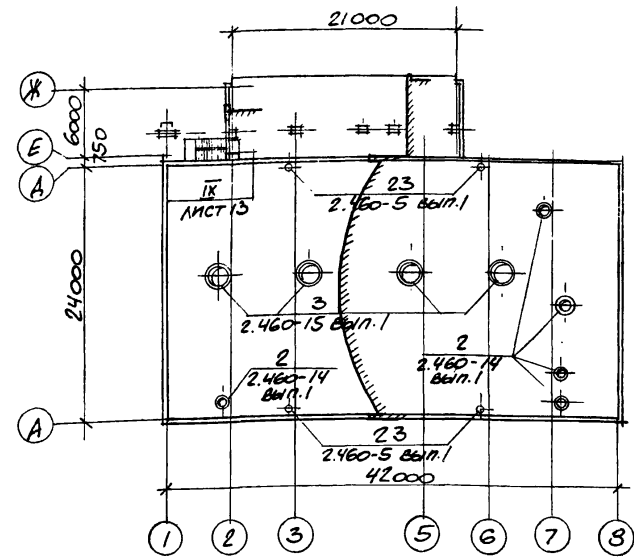 21000
Ж
6000
Е
750
Д
IX
ЛИСТ 13
23
2.460-5 ВЫП.1
24000
3
2.460-15 ВЫП.1
2
2.460-14
ВЫП.1
2
2.460-14
ВЫП.1
А
23
2.460-5 ВЫП.1
42000
1
2
3
5
6
7
8